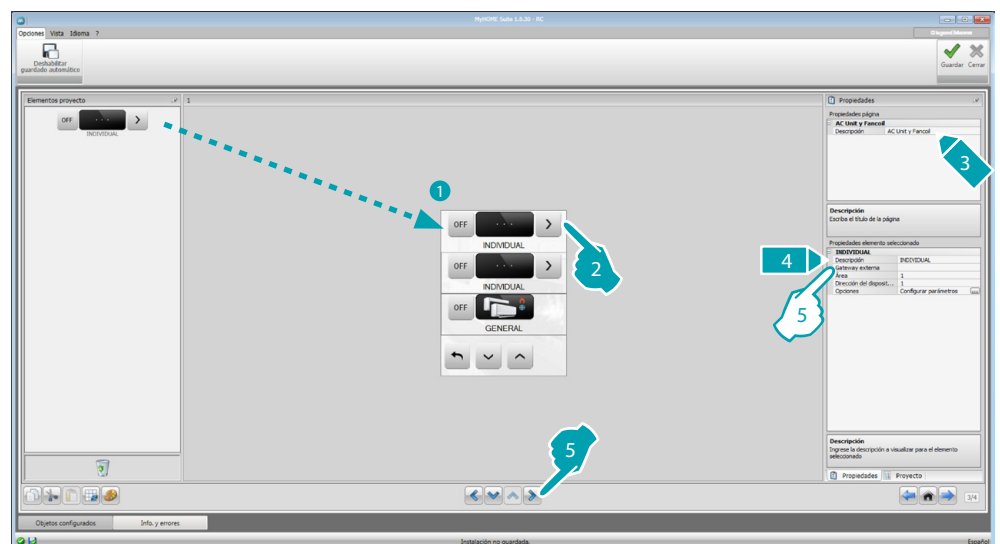 MyHOME Suite 1.0.30 - RC
Opciones Vista Idioma ?
Deshabilitar
guardado automático
Guardar Cerrar
Elementos proyecto
1
Propiedades
OFF
INDIVIDUAL
1
OFF
INDIVIDUAL
2
OFF
INDIVIDUAL
OFF
GENERAL
Propiedades página
AC Unit y Fancoil
Descripción AC Unit y Fancoil
3
Descripción
Escriba el título de la página
Propiedades elemento seleccionado
4
INDIVIDUAL
Descripción INDIVIDUAL
Gateway externa
Área 1
Dirección del disposit... 1
Opciones Configurar parámetros
5
5
Descripción
Ingrese la descripción a visualizar para el elemento
seleccionado
Propiedades Proyecto
3/4
Objetos configurados Info. y errores
Instalación no guardada.
Español